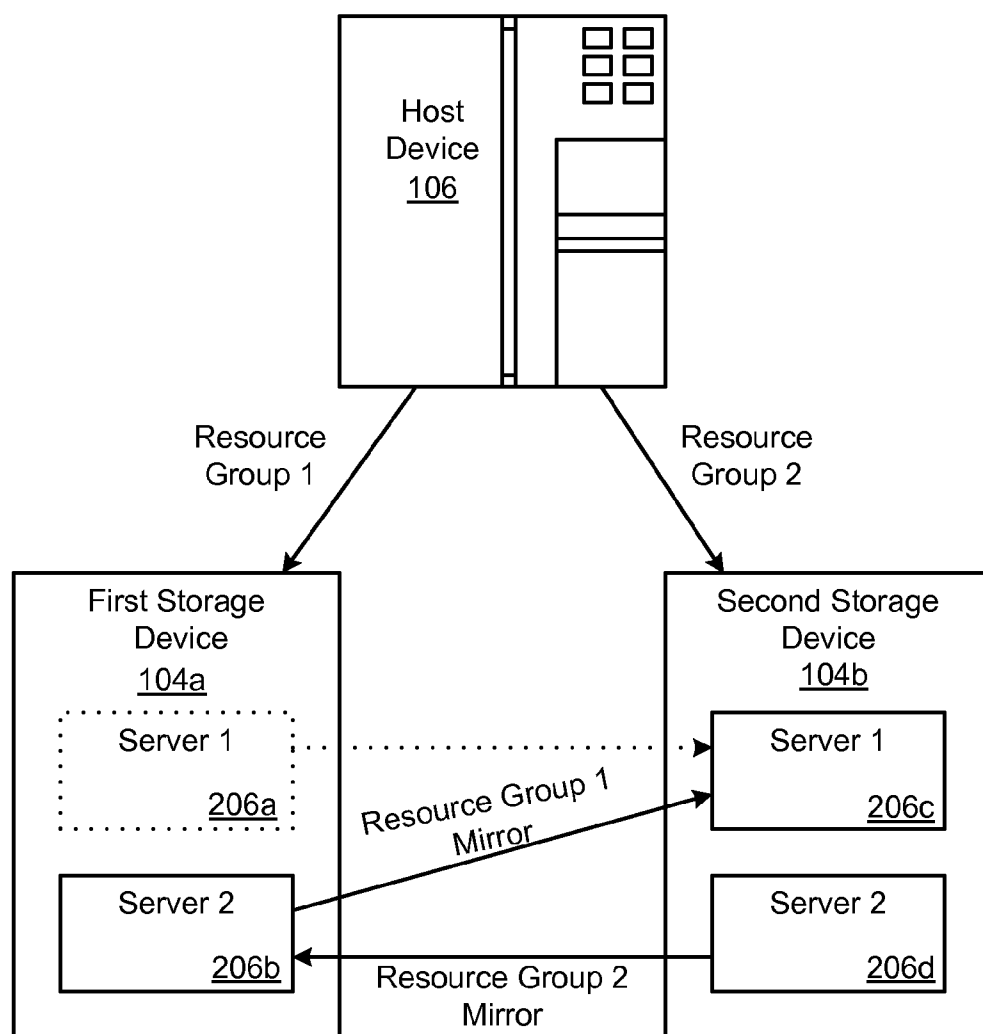 Host
Device
106
Resource
Group 1
Resource
Group 2
First Storage
Device
104a
Second Storage
Device
104b
Server 1
206a
Server 1
206c
Resource Group 1
Mirror
Server 2
206b
Server 2
206d
Resource Group 2
Mirror